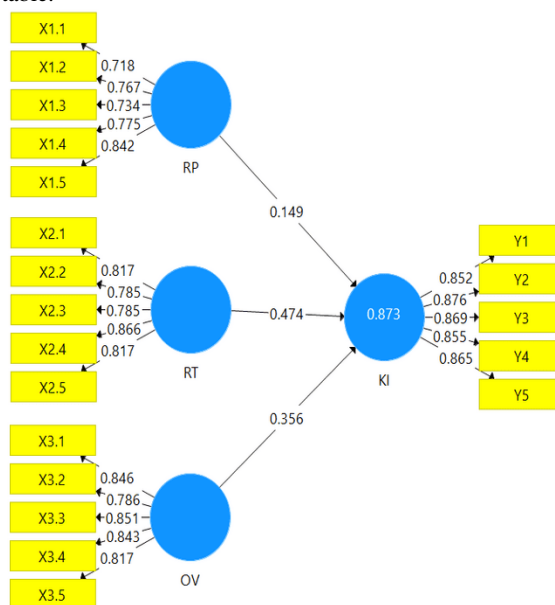 table.
X1.1
X1.2
X1.3
X1.4
X1.5
0.718
0.767
0.734
0.775
0.842
RP
0.149
X2.1
X2.2
X2.3
X2.4
X2.5
0.817
0.785
0.785
0.866
0.817
RT
0.474
X3.1
X3.2
X3.3
X3.4
X3.5
0.846
0.786
0.851
0.843
0.817
OV
0.356
0.873
KI
0.852
0.876
0.869
0.855
0.865
Y1
Y2
Y3
Y4
Y5